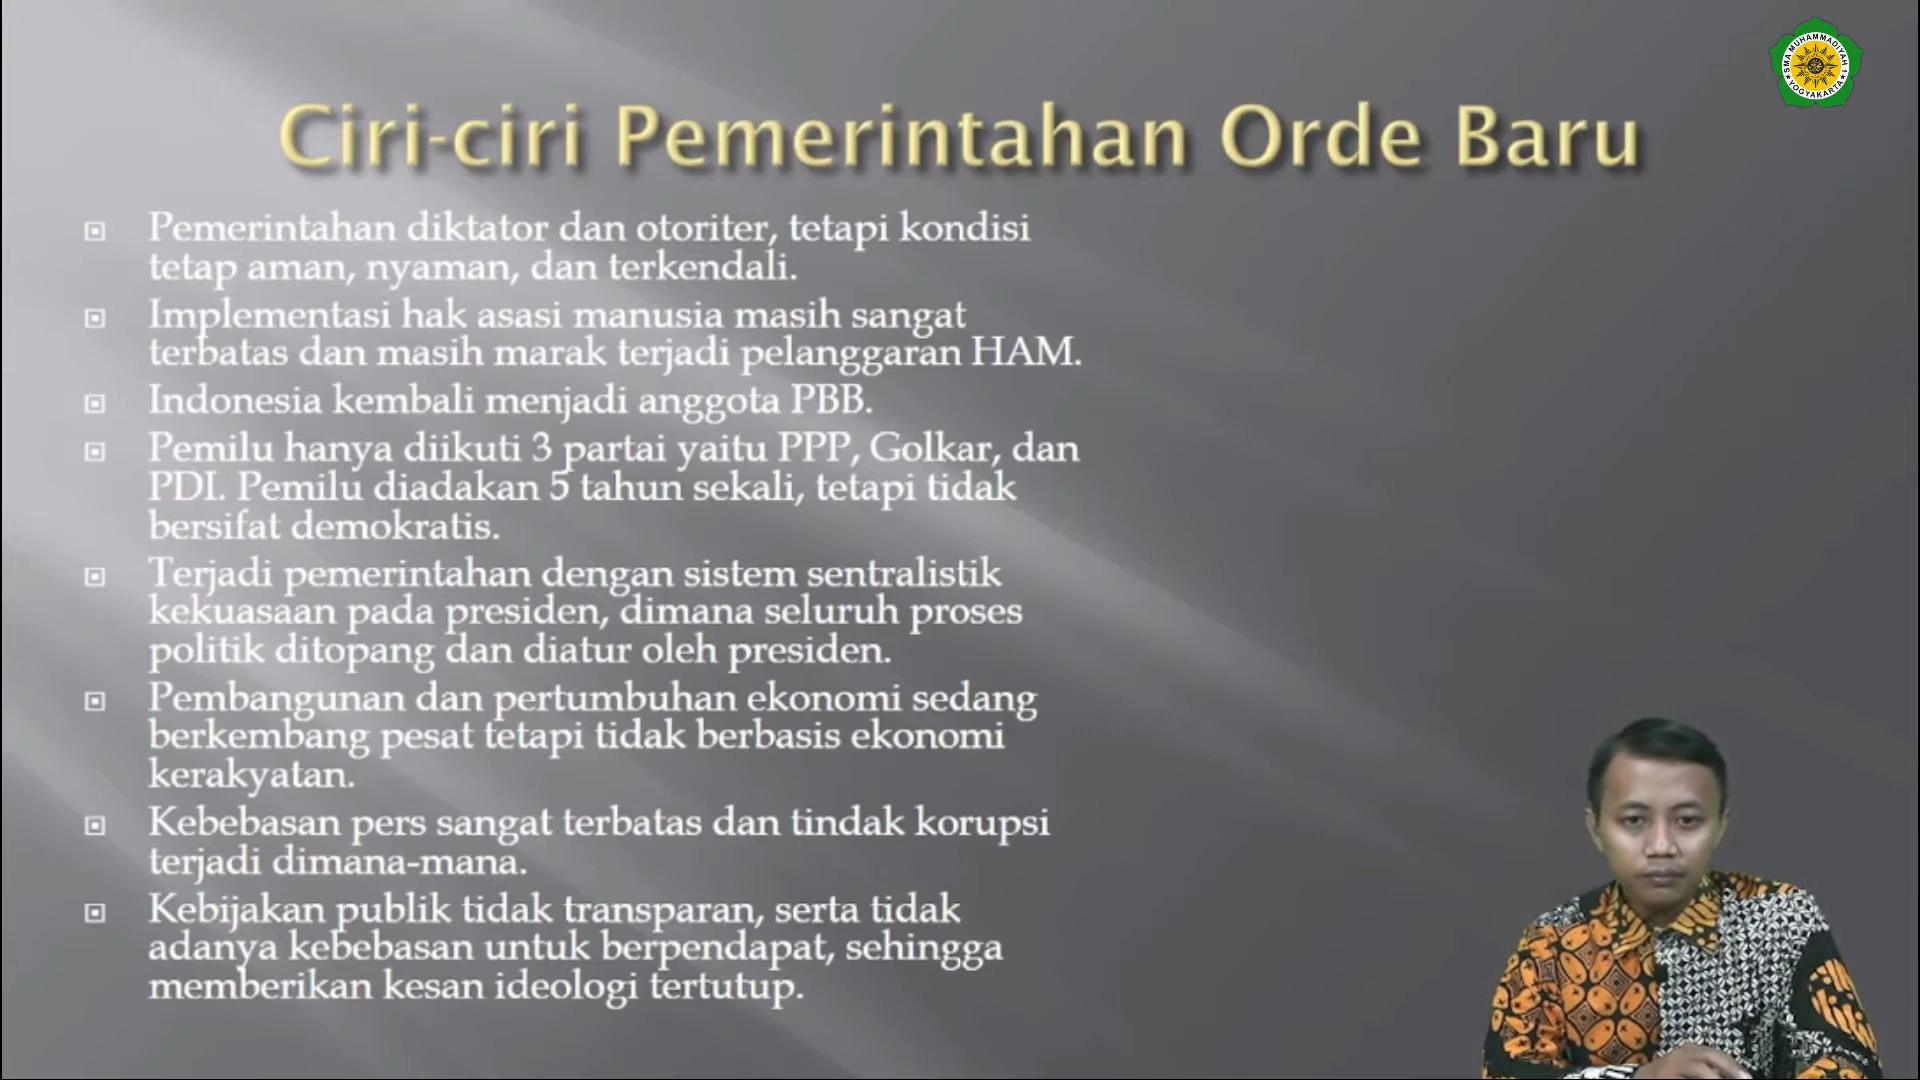 SMA MUHAMMADIYAH 1
YOGYAKARTA
Ciri-ciri Pemerintahan Orde Baru
Pemerintahan diktator dan otoriter, tetapi kondisi
tetap aman, nyaman, dan terkendali.
Implementasi hak asasi manusia masih sangat
terbatas dan masih marak terjadi pelanggaran HAM.
Indonesia kembali menjadi anggota PBB.
Pemilu hanya diikuti 3 partai yaitu PPP, Golkar, dan
PDI. Pemilu diadakan 5 tahun sekali, tetapi tidak
bersifat demokratis.
Terjadi pemerintahan dengan sistem sentralistik
kekuasaan pada presiden, dimana seluruh proses
politik ditopang dan diatur oleh presiden.
Pembangunan dan pertumbuhan ekonomi sedang
berkembang pesat tetapi tidak berbasis ekonomi
kerakyatan.
Kebebasan pers sangat terbatas dan tindak korupsi
terjadi dimana-mana.
Kebijakan publik tidak transparan, serta tidak
adanya kebebasan untuk berpendapat, sehingga
memberikan kesan ideologi tertutup.